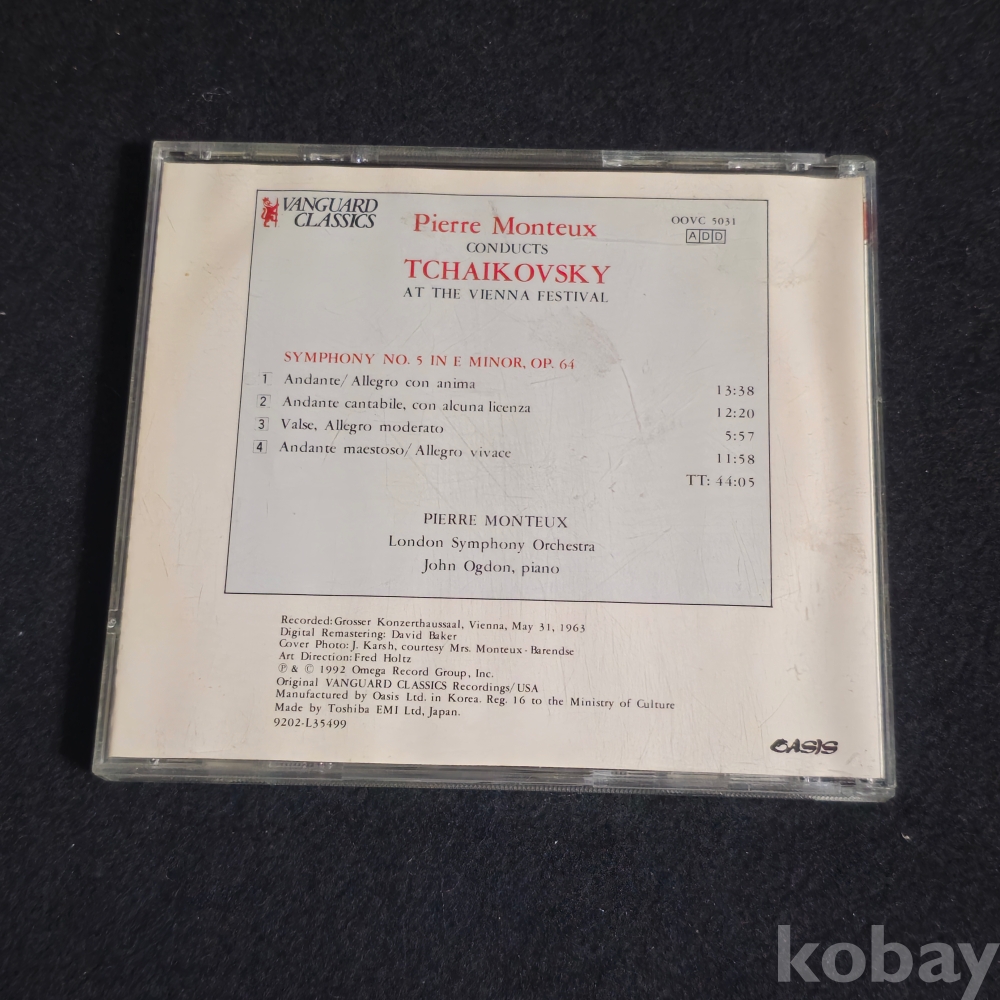 VANGUARD
CLASSICS
Pierre Monteux
CONDUCTS
TCHAIKOVSKY
AT THE VIENNA FESTIVAL
OOVC 5031
ADD
SYMPHONY NO. 5 IN E MINOR, OP. 64
1 Andante/Allegro con anima 13:38
2 Andante cantabile, con alcuna licenza 12:20
3 Valse, Allegro moderato 5:57
4 Andante maestoso/Allegro vivace 11:58
TT: 44:05
PIERRE MONTEUX
London Symphony Orchestra
John Ogdon, piano
Recorded: Grosser Konzerthaussaal, Vienna, May 31, 1963
Digital Remastering: David Baker
Cover Photo: J. Karsh, courtesy Mrs. Monteux-Barendse
Art Direction: Fred Holtz
℗ & © 1992 Omega Record Group, Inc.
Original VANGUARD CLASSICS Recordings/USA
Manufactured by Oasis Ltd. in Korea. Reg. 16 to the Ministry of Culture
Made by Toshiba EMI Ltd, Japan.
9202-L35499
OASIS
kobay